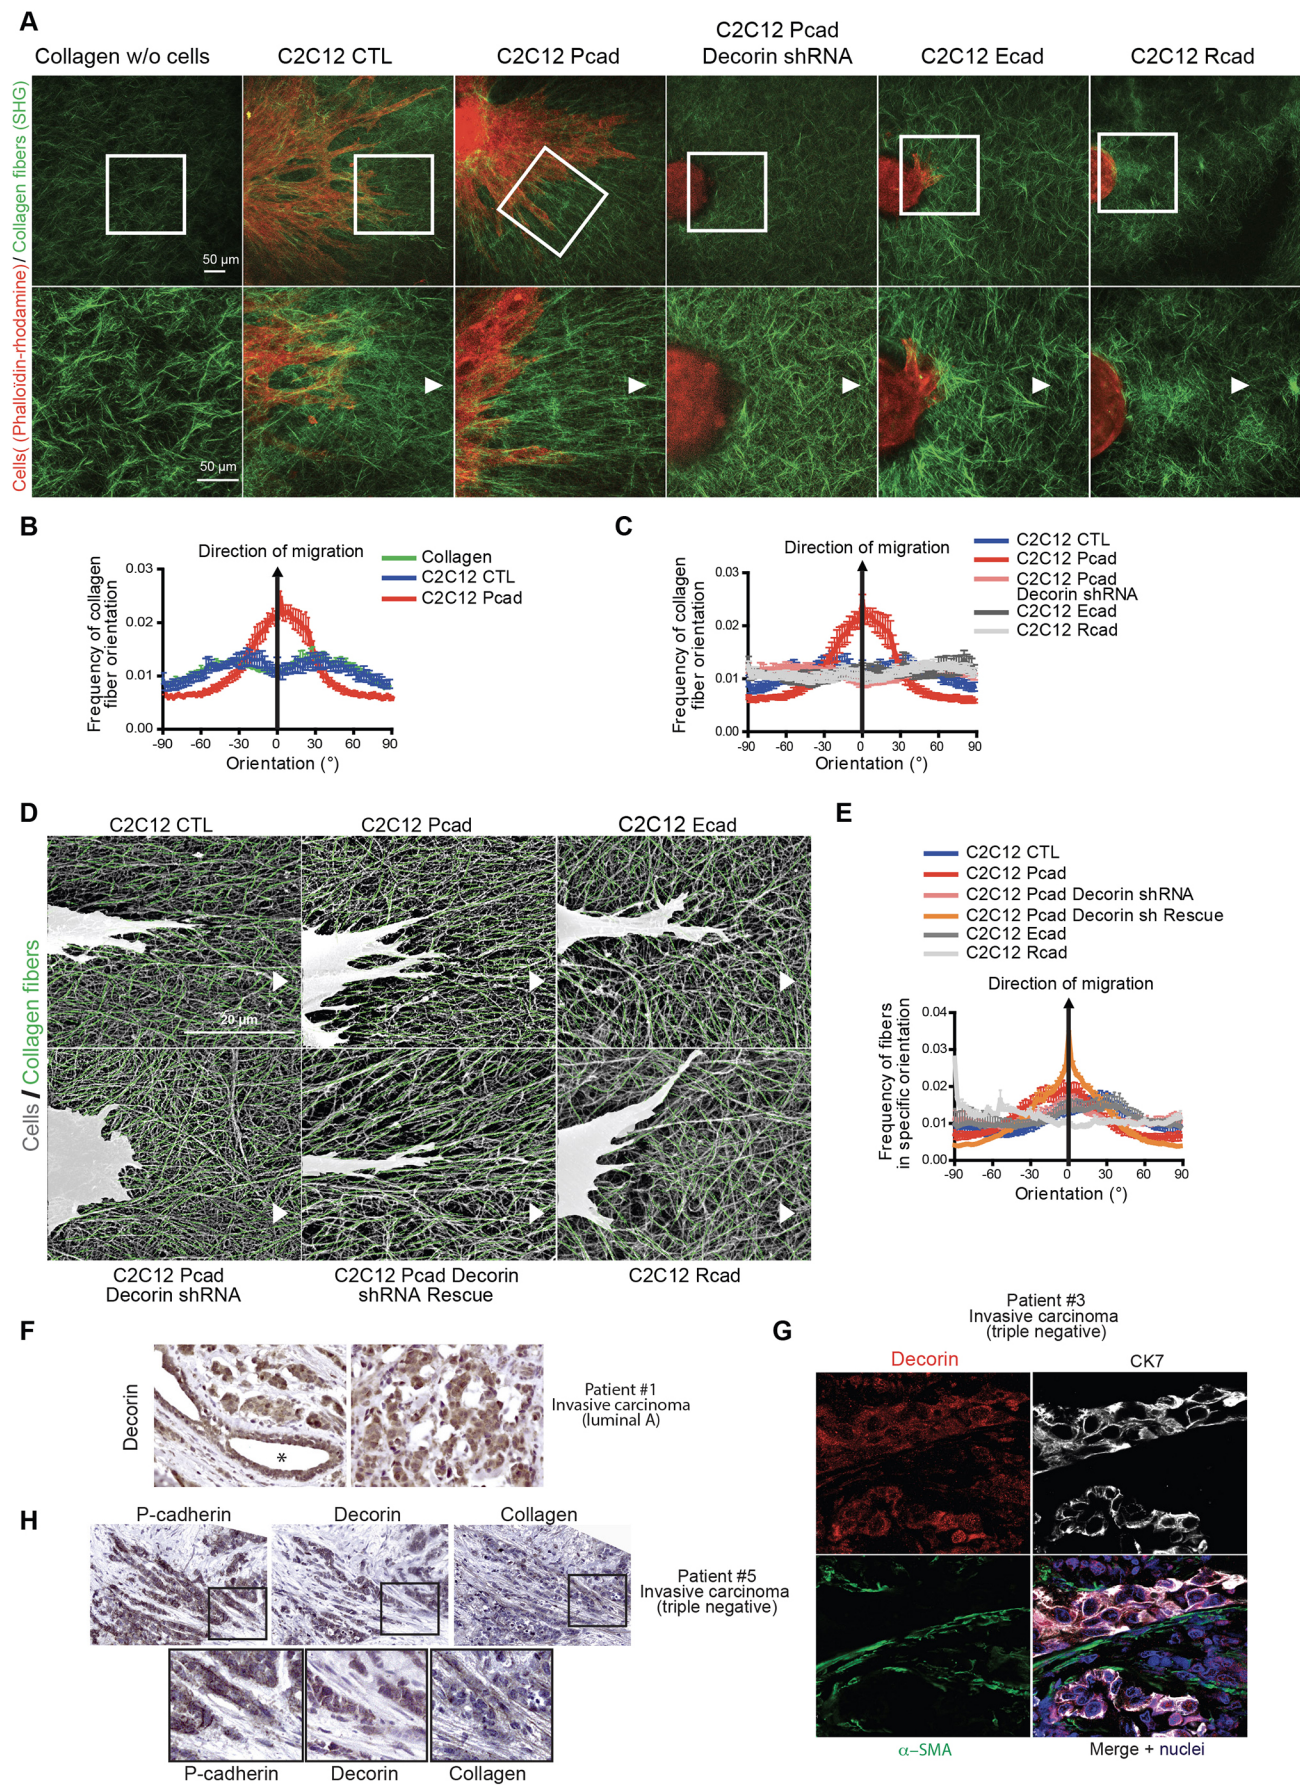 A
Collagen w/o cells
C2C12 CTL
C2C12 Pcad
C2C12 Pcad
Decorin shRNA
C2C12 Ecad
C2C12 Rcad
Cells( (Phalloïdin-rhodamine)/ Collagen fibers (SHG)
50 µm
50 µm
B
Direction of migration
Collagen
C2C12 CTL
C2C12 Pcad
Frequency of collagen
fiber orientation
0.03
0.02
0.01
0.00
-90 -60 -30 0 30 60 90
Orientation (°)
C
Direction of migration
C2C12 CTL
C2C12 Pcad
C2C12 Pcad
Decorin shRNA
C2C12 Ecad
C2C12 Rcad
Frequency of collagen
fiber orientation
0.03
0.02
0.01
0.00
-90 -60 -30 0 30 60 90
Orientation (°)
D
C2C12 CTL
C2C12 Pcad
C2C12 Ecad
Cells / Collagen fibers
20 µm
C2C12 Pcad
Decorin shRNA
C2C12 Pcad Decorin
shRNA Rescue
C2C12 Rcad
E
C2C12 CTL
C2C12 Pcad
C2C12 Pcad Decorin shRNA
C2C12 Pcad Decorin sh Rescue
C2C12 Ecad
C2C12 Rcad
Direction of migration
Frequency of fibers
in specific orientation
0.04
0.03
0.02
0.01
0.00
-90 -60 -30 0 30 60 90
Orientation (°)
F
Decorin
*
Patient #1
Invasive carcinoma
(luminal A)
G
Patient #3
Invasive carcinoma
(triple negative)
Decorin
CK7
α–SMA
Merge + nuclei
H
P-cadherin
Decorin
Collagen
Patient #5
Invasive carcinoma
(triple negative)
P-cadherin
Decorin
Collagen